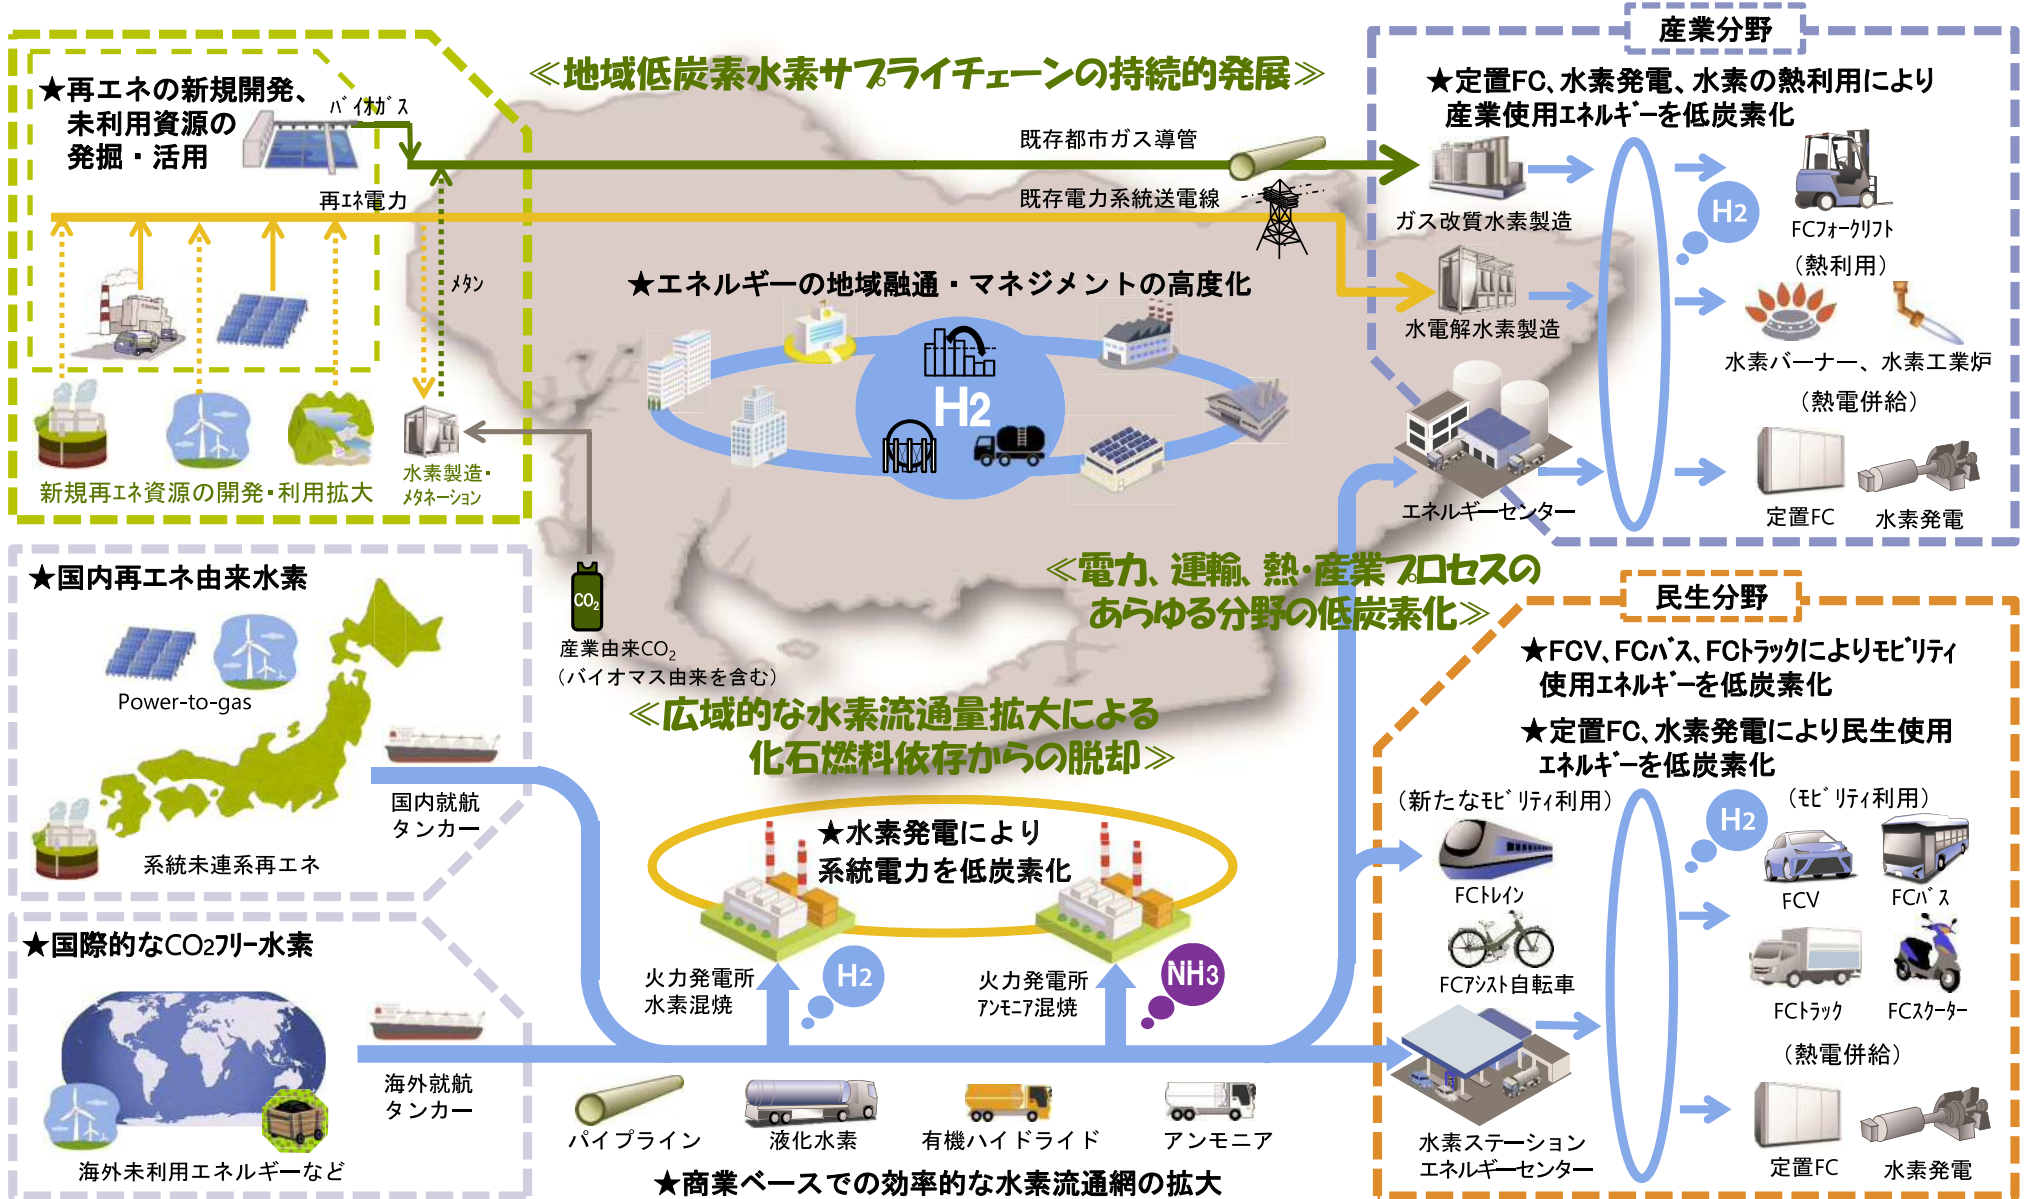 ≪地域低炭素水素サプライチェーンの持続的発展≫
★再エネの新規開発、
未利用資源の
発掘・活用
バイオガス
再エネ電力
メタン
新規再エネ資源の開発・利用拡大
水素製造・
メタネーション
既存都市ガス導管
既存電力系統送電線
★エネルギーの地域融通・マネジメントの高度化
H2
CO2
産業由来CO2
（バイオマス由来を含む）
産業分野
★定置FC、水素発電、水素の熱利用により
産業使用エネルギーを低炭素化
ガス改質水素製造
水電解水素製造
エネルギーセンター
H2
FCフォークリフト
（熱利用）
水素バーナー、水素工業炉
（熱電併給）
定置FC
水素発電
≪電力、運輸、熱・産業プロセスの
あらゆる分野の低炭素化≫
≪広域的な水素流通量拡大による
化石燃料依存からの脱却≫
★国内再エネ由来水素
Power-to-gas
系統未連系再エネ
国内就航
タンカー
★国際的なCO2フリー水素
海外未利用エネルギーなど
海外就航
タンカー
★水素発電により
系統電力を低炭素化
火力発電所
水素混焼
H2
火力発電所
アンモニア混焼
NH3
パイプライン
液化水素
有機ハイドライド
アンモニア
★商業ベースでの効率的な水素流通網の拡大
民生分野
★FCV、FCバス、FCトラックによりモビリティ
使用エネルギーを低炭素化
★定置FC、水素発電により民生使用
エネルギーを低炭素化
（新たなモビリティ利用）
FCトレイン
FCアシスト自転車
水素ステーション
エネルギーセンター
H2
（モビリティ利用）
FCV
FCバス
FCトラック
FCスクーター
（熱電併給）
定置FC
水素発電